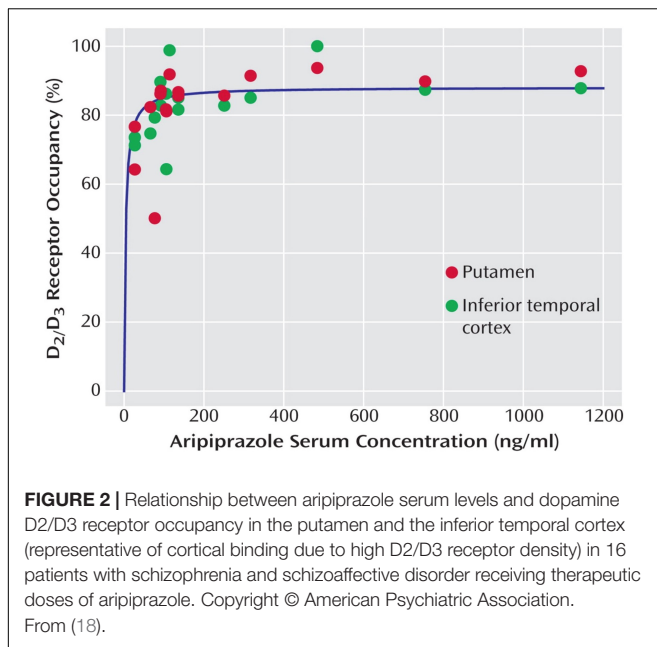 100
80
60
40
20
0
D2/D3 Receptor Occupancy (%)
Putamen
Inferior temporal
cortex
0 200 400 600 800 1000 1200
Aripiprazole Serum Concentration (ng/ml)
FIGURE 2 | Relationship between aripiprazole serum levels and dopamine
D2/D3 receptor occupancy in the putamen and the inferior temporal cortex
(representative of cortical binding due to high D2/D3 receptor density) in 16
patients with schizophrenia and schizoaffective disorder receiving therapeutic
doses of aripiprazole. Copyright © American Psychiatric Association.
From (18).